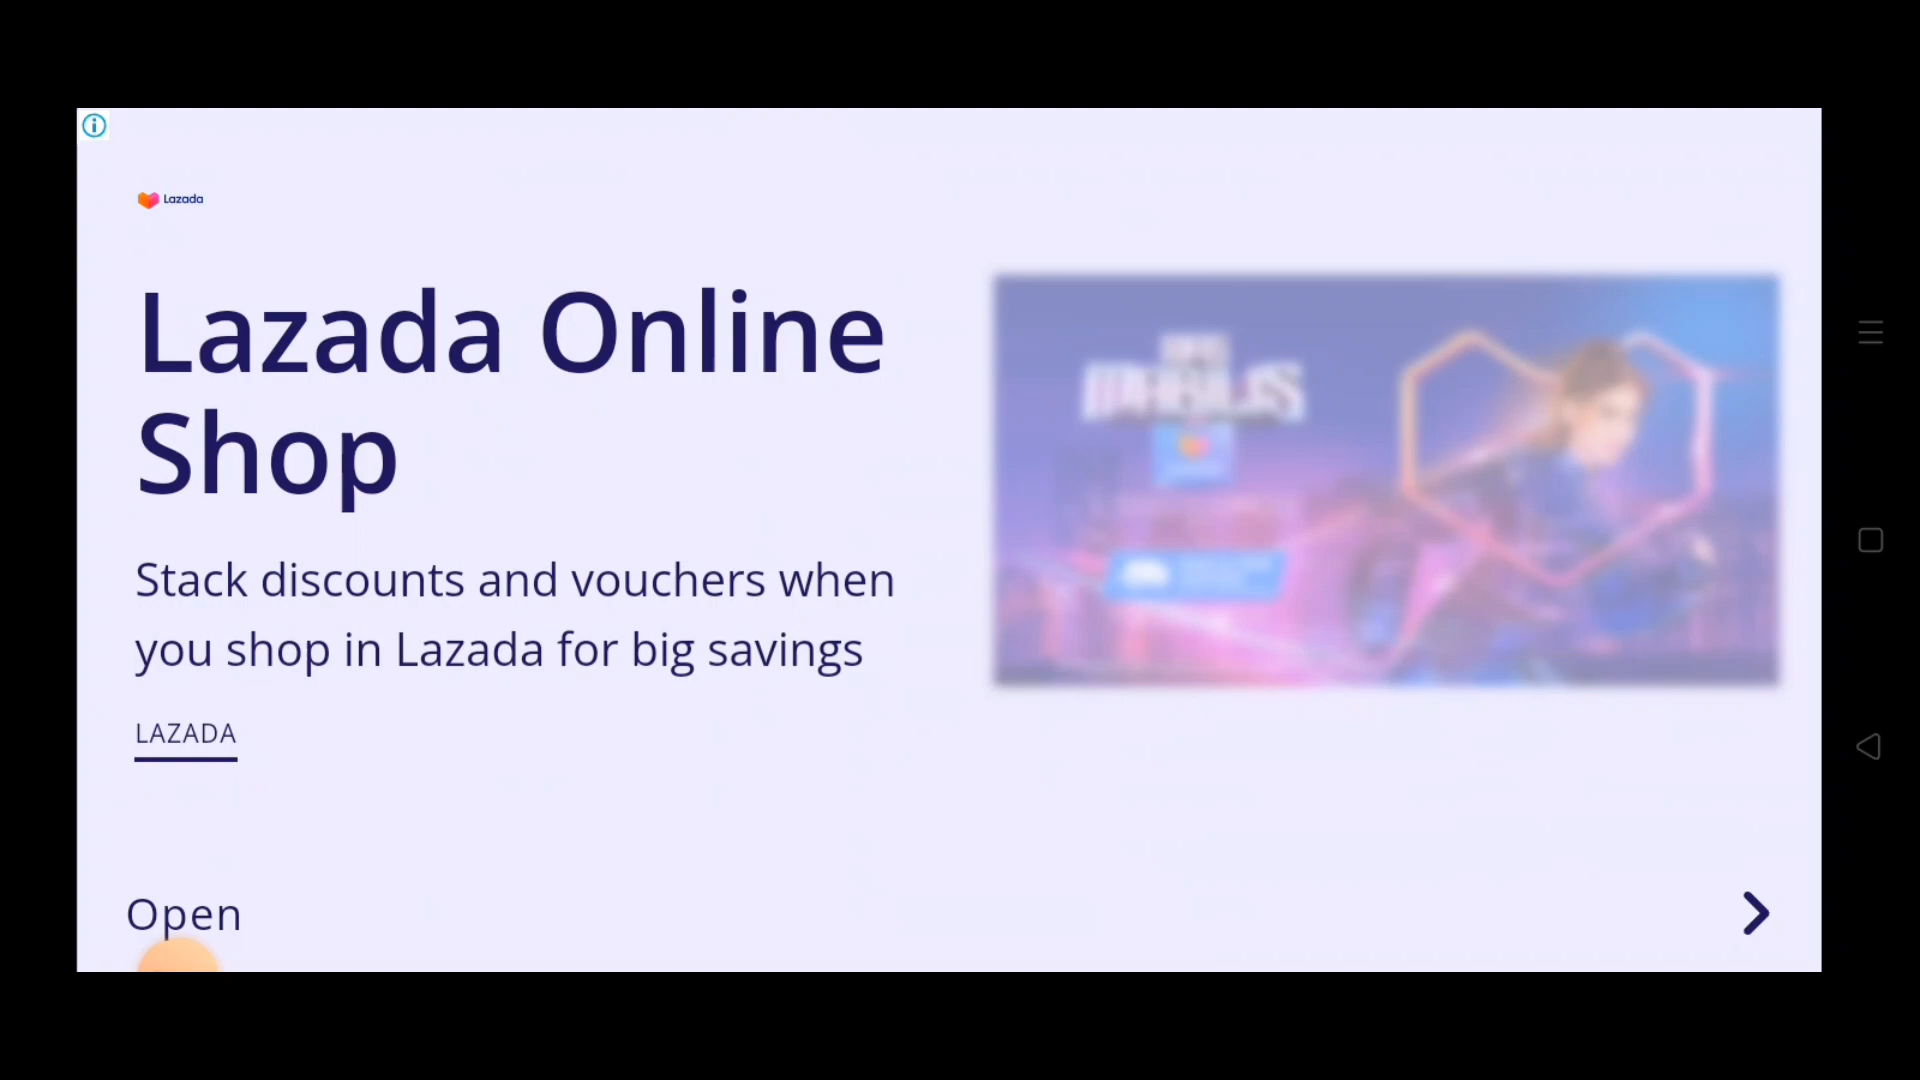 Lazada
Lazada Online
Shop
Stack discounts and vouchers when
you shop in Lazada for big savings
LAZADA
Open